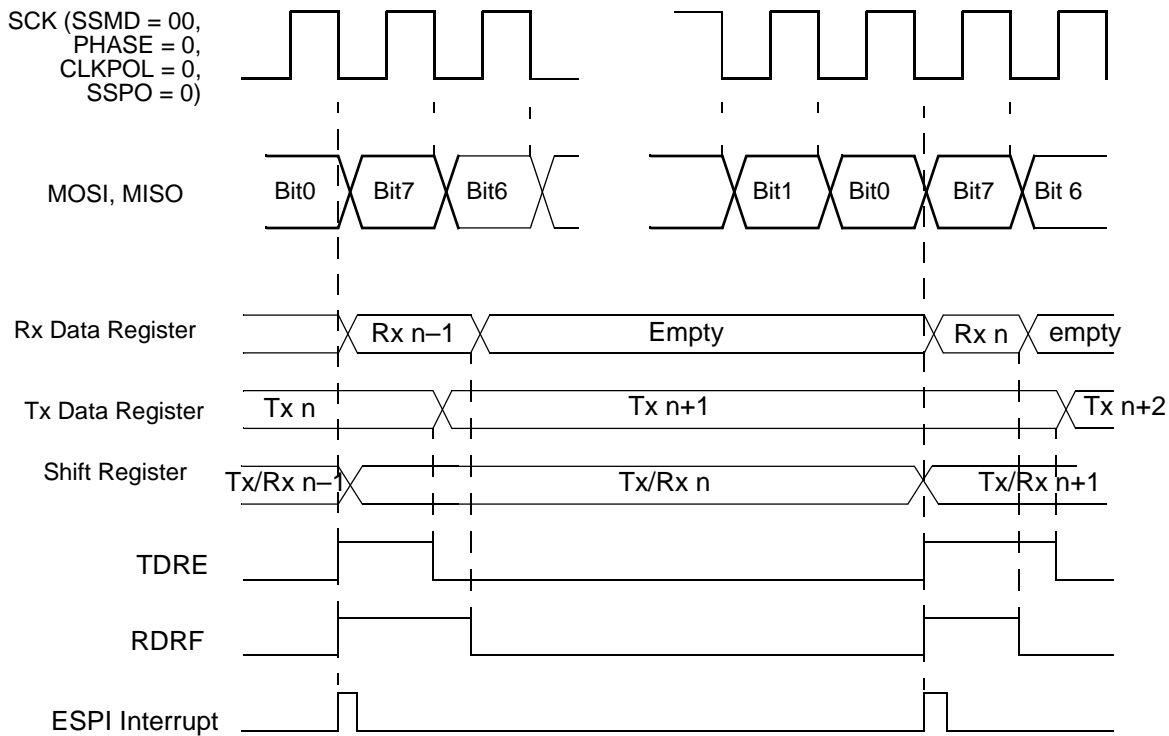 SCK (SSMD = 00,
PHASE = 0,
CLKPOL = 0,
SSPO = 0)
MOSI, MISO
Bit0
Bit7
Bit6
Bit1
Bit0
Bit7
Bit 6
Rx Data Register
Rx n–1
Empty
Rx n
empty
Tx Data Register
Tx n
Tx n+1
Tx n+2
Shift Register
Tx/Rx n–1
Tx/Rx n
Tx/Rx n+1
TDRE
RDRF
ESPI Interrupt